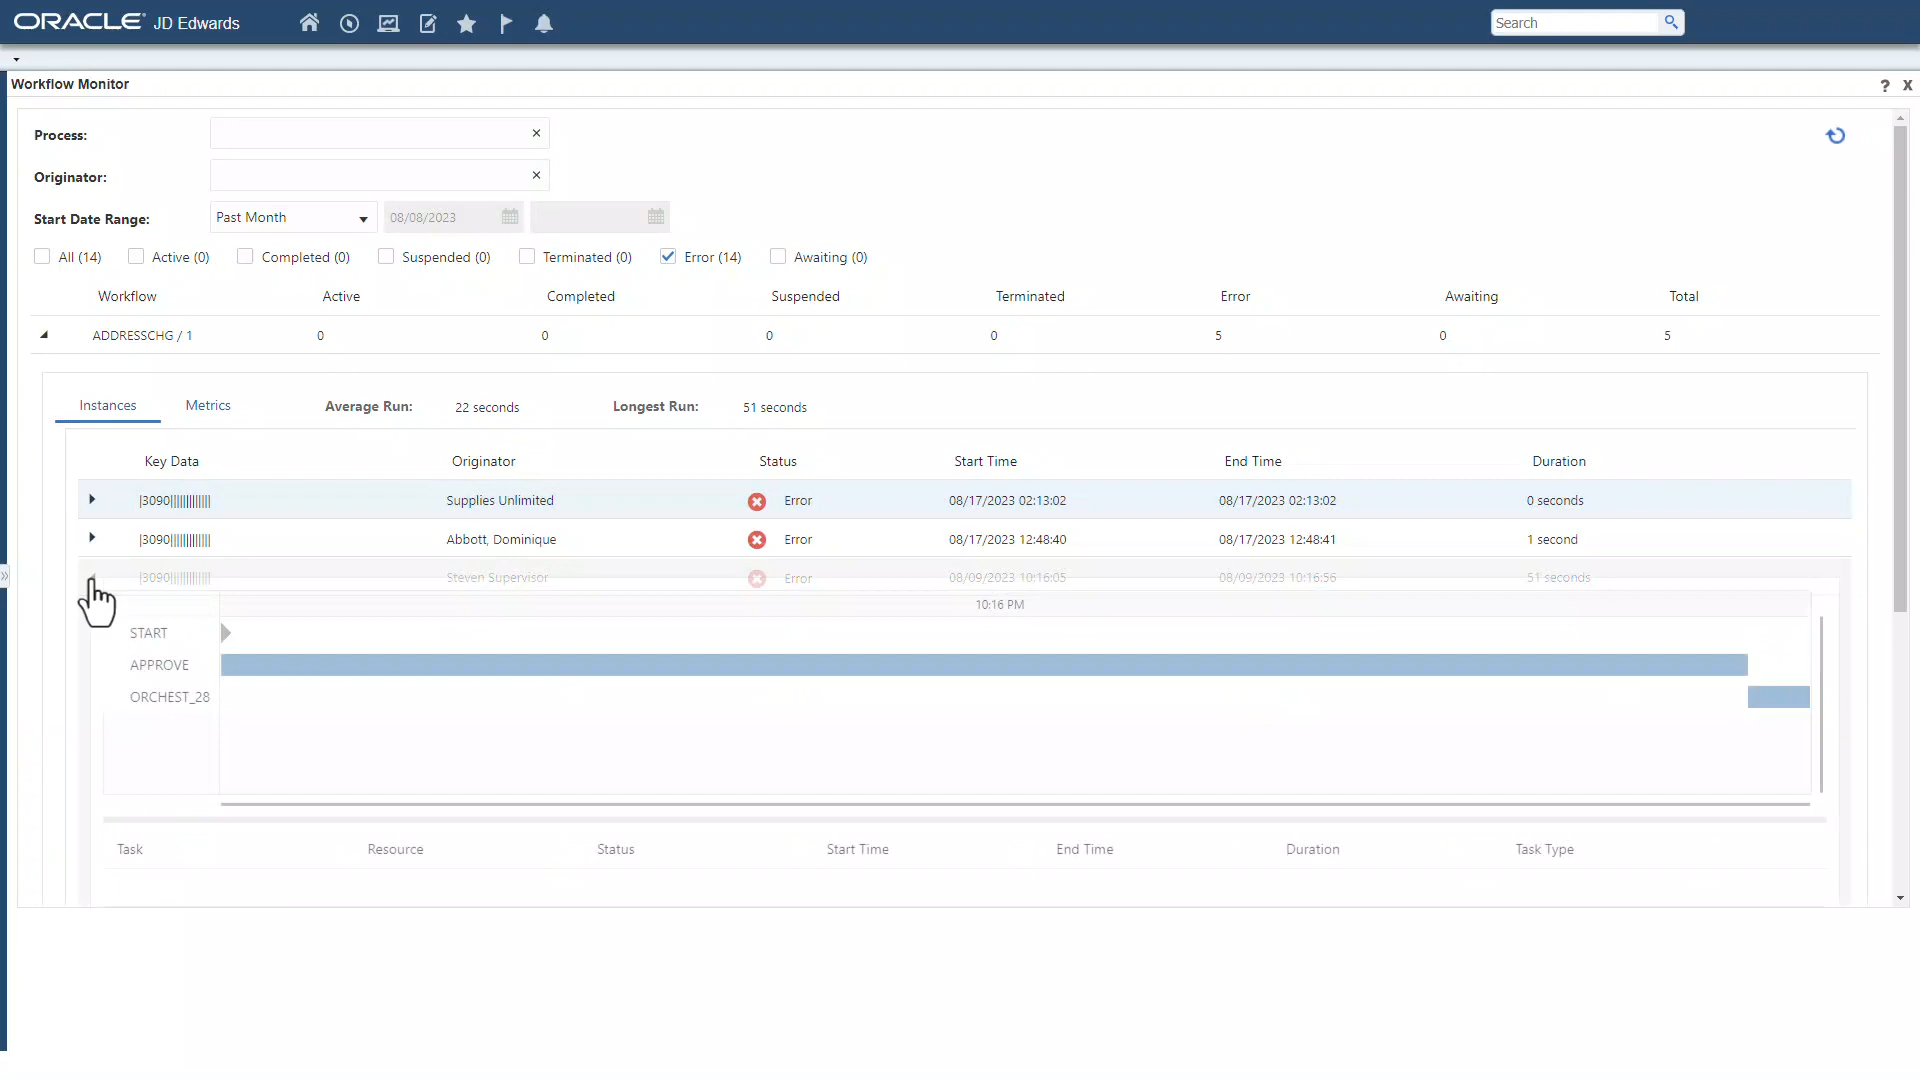 ORACLE JD Edwards Search
Workflow Monitor ? X
Process:
Originator:
Start Date Range: Past Month 08/08/2023
All (14) Active (0) Completed (0) Suspended (0) Terminated (0) Error (14) Awaiting (0)
Workflow Active Completed Suspended Terminated Error Awaiting Total
ADDRESSCHG / 1 0 0 0 0 5 0 5
Instances Metrics Average Run: 22 seconds Longest Run: 51 seconds
Key Data Originator Status Start Time End Time Duration
|3090|||||||||||| Supplies Unlimited Error 08/17/2023 02:13:02 08/17/2023 02:13:02 0 seconds
|3090|||||||||||| Abbott, Dominique Error 08/17/2023 12:48:40 08/17/2023 12:48:41 1 second
|3090|||||||||||| Steven Supervisor Error 08/09/2023 10:16:05 08/09/2023 10:16:56 51 seconds
10:16 PM
START
APPROVE
ORCHEST_28
Task Resource Status Start Time End Time Duration Task Type